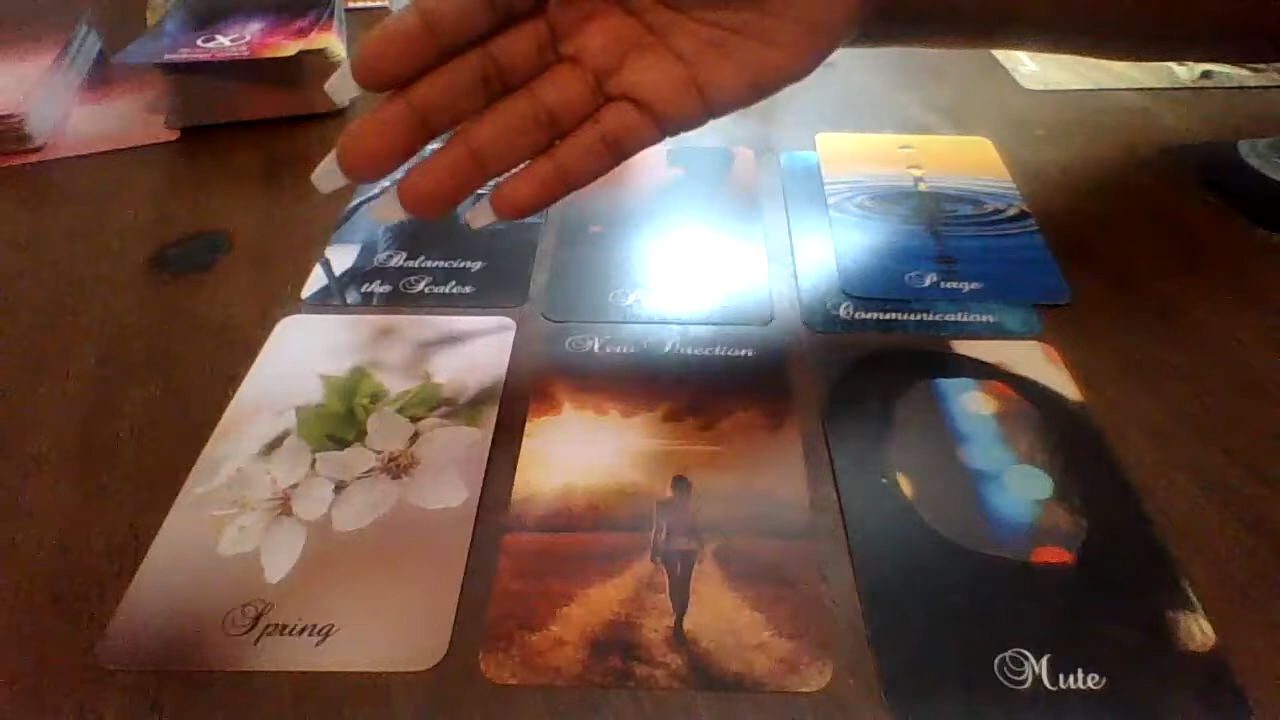 Balancing
the Scales
Purge
Communication
New Direction
Spring
Mute